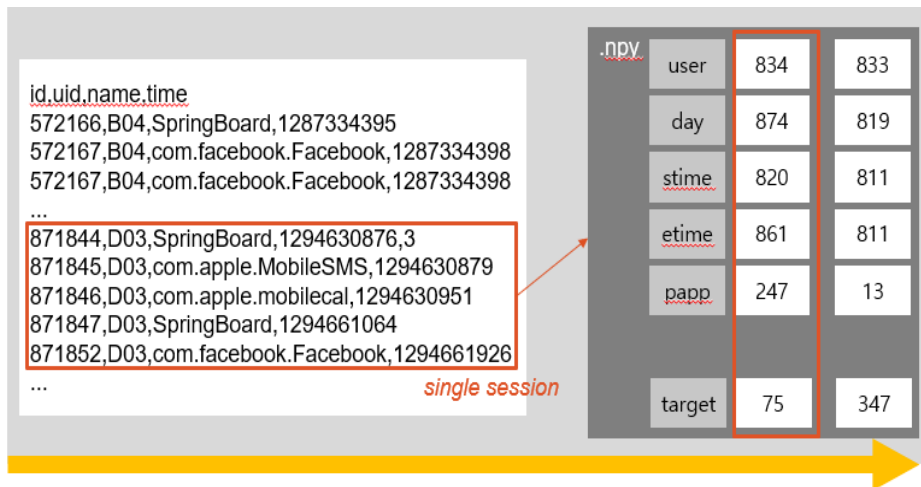 id,uid,name,time
572166,B04,SpringBoard,1287334395
572167,B04,com.facebook.Facebook,1287334398
572167,B04,com.facebook.Facebook,1287334398
...
871844,D03,SpringBoard,1294630876,3
871845,D03,com.apple.MobileSMS,1294630879
871846,D03,com.apple.mobilecal,1294630951
871847,D03,SpringBoard,1294661064
871852,D03,com.facebook.Facebook,1294661926
...
single session
.npy
user 834 833
day 874 819
stime 820 811
etime 861 811
papp 247 13
target 75 347